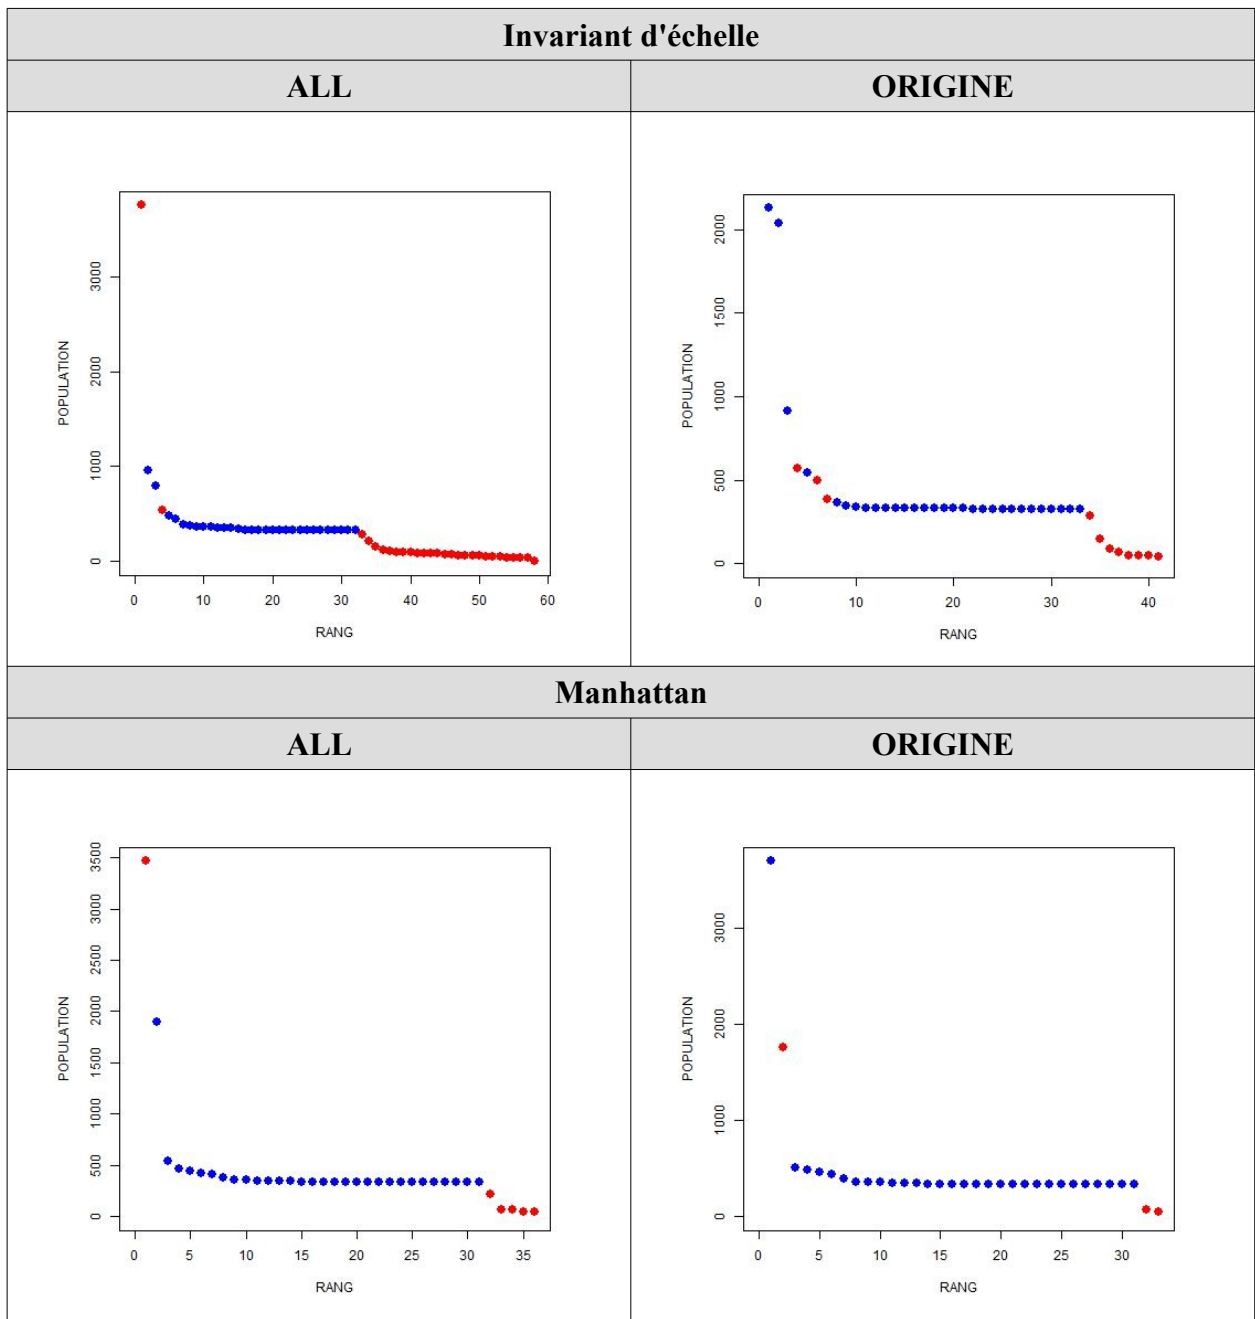 Invariant d'échelle
ALL
ORIGINE
POPULATION
3000
2000
1000
0
0 10 20 30 40 50 60
RANG
POPULATION
2000
1500
1000
500
0
0 10 20 30 40
RANG
Manhattan
ALL
ORIGINE
POPULATION
3500
3000
2500
2000
1500
1000
500
0
0 5 10 15 20 25 30 35
RANG
POPULATION
3000
2000
1000
0
0 5 10 15 20 25 30
RANG